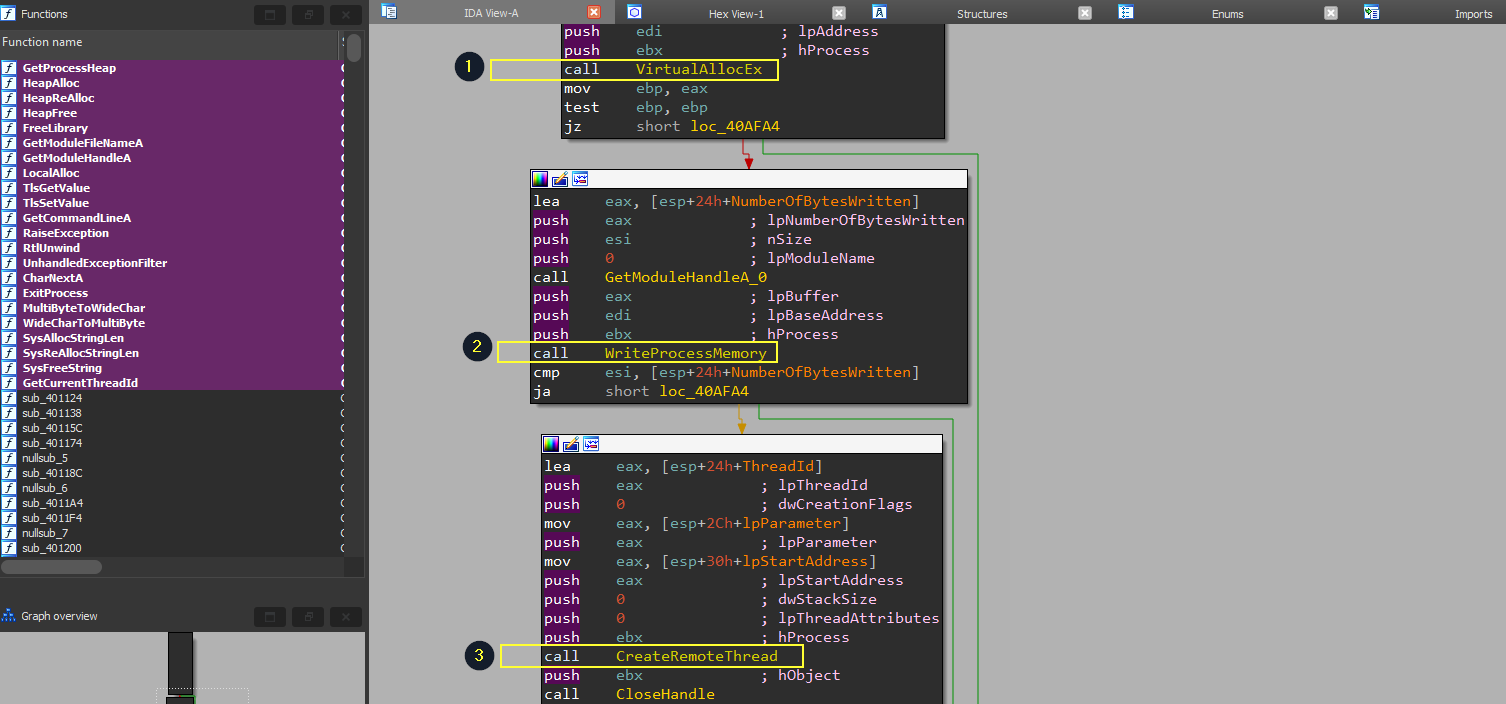 Functions
IDA View-A
Hex View-1
Structures
Enums
Imports
Function name
GetProcessHeap
HeapAlloc
HeapReAlloc
HeapFree
FreeLibrary
GetModuleFileNameA
GetModuleHandleA
LocalAlloc
TlsGetValue
TlsSetValue
GetCommandLineA
RaiseException
RtlUnwind
UnhandledExceptionFilter
CharNextA
ExitProcess
MultiByteToWideChar
WideCharToMultiByte
SysAllocStringLen
SysReAllocStringLen
SysFreeString
GetCurrentThreadId
sub_401124
sub_401138
sub_40115C
sub_401174
nullsub_5
sub_40118C
nullsub_6
sub_4011A4
sub_4011F4
nullsub_7
sub_401200
Graph overview
push edi ; lpAddress
push ebx ; hProcess
1 call VirtualAllocEx
mov ebp, eax
test ebp, ebp
jz short loc_40AFA4
lea eax, [esp+24h+NumberOfBytesWritten]
push eax ; lpNumberOfBytesWritten
push esi ; nSize
push 0 ; lpModuleName
call GetModuleHandleA_0
push eax ; lpBuffer
push edi ; lpBaseAddress
push ebx ; hProcess
2 call WriteProcessMemory
cmp esi, [esp+24h+NumberOfBytesWritten]
ja short loc_40AFA4
lea eax, [esp+24h+ThreadId]
push eax ; lpThreadId
push 0 ; dwCreationFlags
mov eax, [esp+2Ch+lpParameter]
push eax ; lpParameter
mov eax, [esp+30h+lpStartAddress]
push eax ; lpStartAddress
push 0 ; dwStackSize
push 0 ; lpThreadAttributes
push ebx ; hProcess
3 call CreateRemoteThread
push ebx ; hObject
call CloseHandle